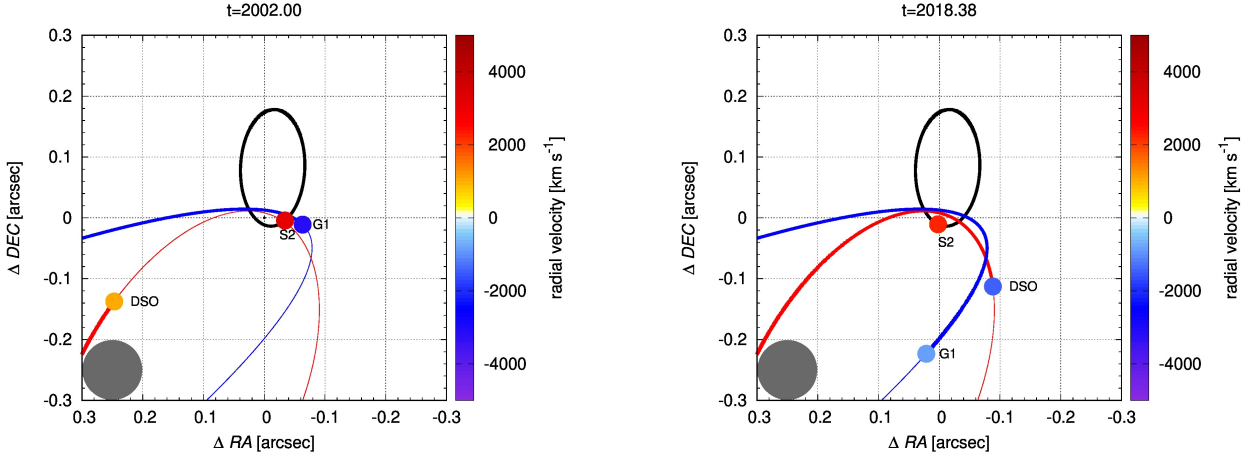 t=2002.00
0.3
0.2
0.1
0
-0.1
-0.2
-0.3
0.3
0.2
0.1
0
-0.1
-0.2
-0.3
Δ DEC [arcsec]
Δ RA [arcsec]
S2
G1
DSO
4000
2000
0
-2000
-4000
radial velocity [km s⁻¹]
t=2018.38
0.3
0.2
0.1
0
-0.1
-0.2
-0.3
0.3
0.2
0.1
0
-0.1
-0.2
-0.3
Δ DEC [arcsec]
Δ RA [arcsec]
S2
DSO
G1
4000
2000
0
-2000
-4000
radial velocity [km s⁻¹]